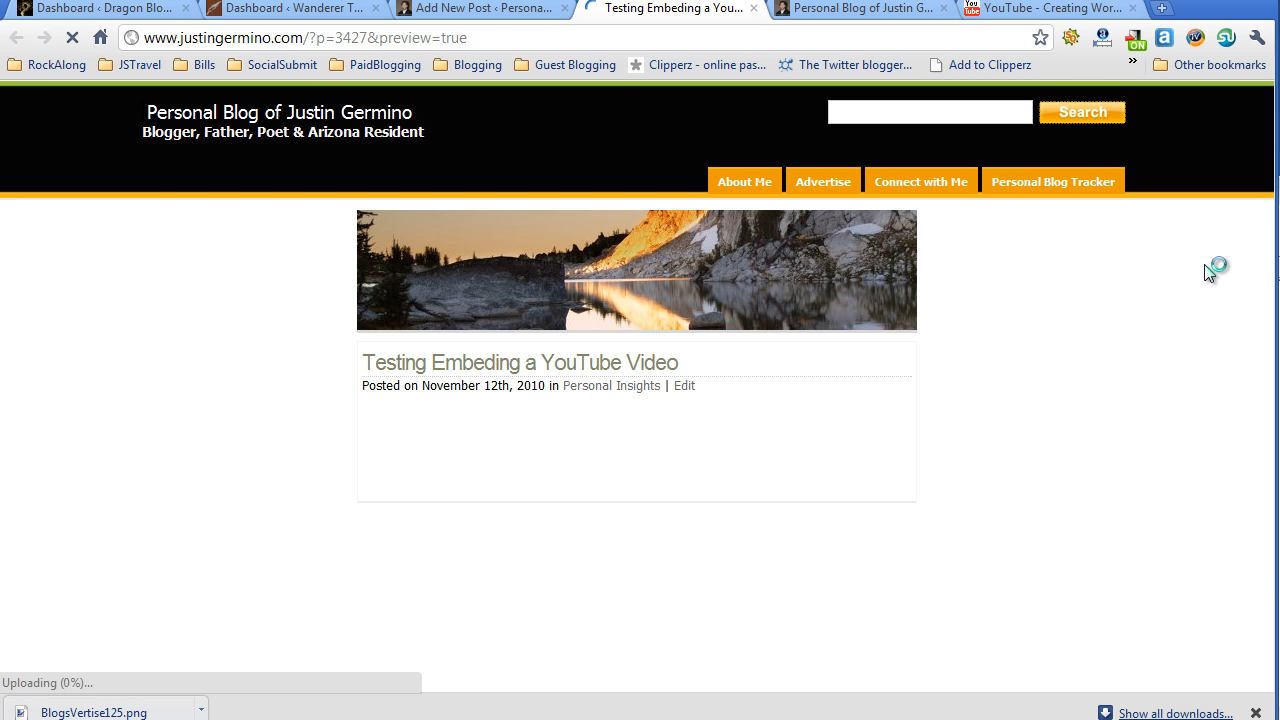 Dashboard ‹ Dragon Blo...
Dashboard ‹ Wanderer T...
Add New Post ‹ Persona...
Testing Embeding a You...
Personal Blog of Justin G...
YouTube - Creating Wor...
www.justingermino.com/?p=3427&preview=true
ON
RockAlong
JSTravel
Bills
SocialSubmit
PaidBlogging
Blogging
Guest Blogging
Clipperz - online pas...
The Twitter blogger...
Add to Clipperz
»
Other bookmarks
Personal Blog of Justin Germino
Blogger, Father, Poet & Arizona Resident
Search
About Me
Advertise
Connect with Me
Personal Blog Tracker
Testing Embeding a YouTube Video
Posted on November 12th, 2010 in Personal Insights | Edit
Uploading (0%)...
BlogsVertise125.png
Show all downloads...